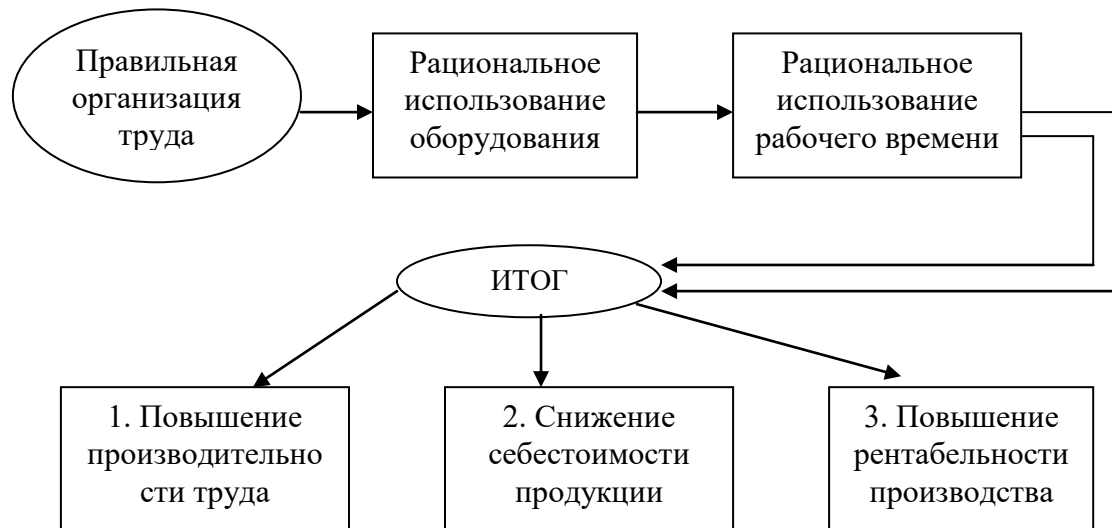 Правильная
организация
труда
Рациональное
использование
оборудования
Рациональное
использование
рабочего времени
ИТОГ
1. Повышение
производительно
сти труда
2. Снижение
себестоимости
продукции
3. Повышение
рентабельности
производства